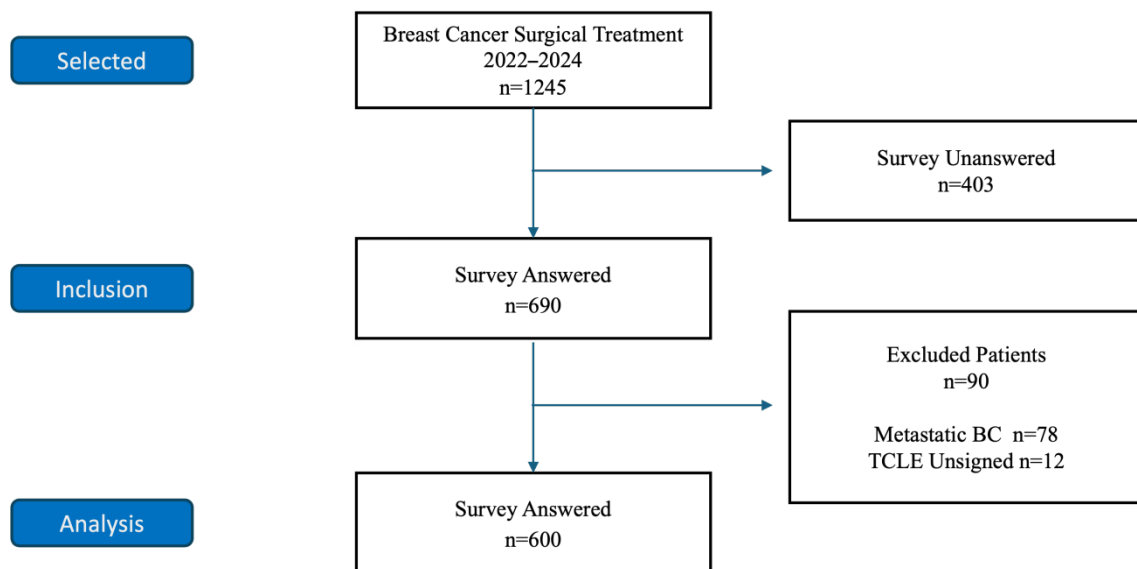 Selected
Breast Cancer Surgical Treatment
2022–2024
n=1245
Survey Unanswered
n=403
Inclusion
Survey Answered
n=690
Excluded Patients
n=90
Metastatic BC n=78
TCLE Unsigned n=12
Analysis
Survey Answered
n=600